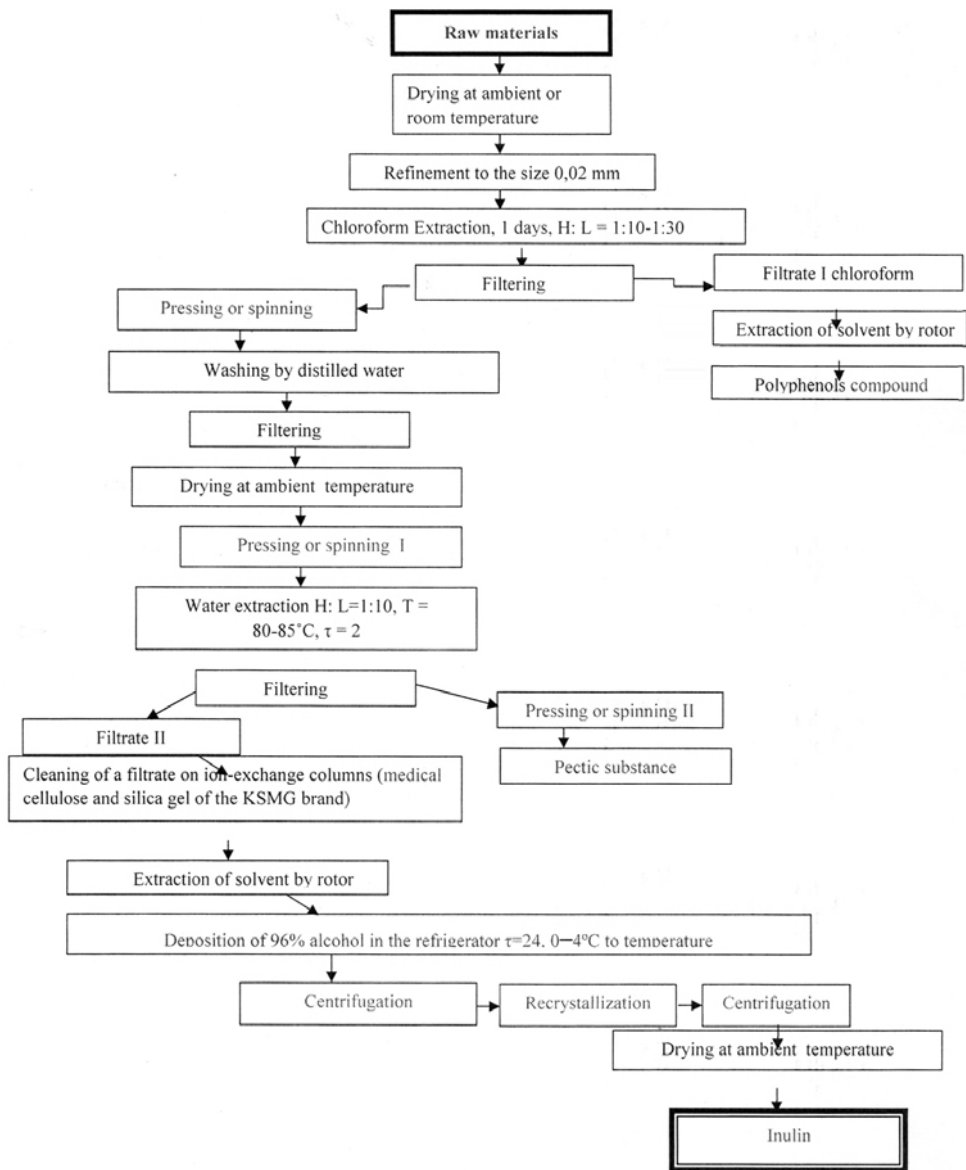 Raw materials
Drying at ambient or
room temperature
Refinement to the size 0,02 mm
Chloroform Extraction, 1 days, H: L = 1:10-1:30
Filtering
Filtrate I chloroform
Pressing or spinning
Extraction of solvent by rotor
Washing by distilled water
Polyphenols compound
Filtering
Drying at ambient temperature
Pressing or spinning I
Water extraction H: L=1:10, T =
80-85˚C, τ = 2
Filtering
Pressing or spinning II
Filtrate II
Pectic substance
Cleaning of a filtrate on ion-exchange columns (medical
cellulose and silica gel of the KSMG brand)
Extraction of solvent by rotor
Deposition of 96% alcohol in the refrigerator τ=24. 0–4ºC to temperature
Centrifugation
Recrystallization
Centrifugation
Drying at ambient temperature
Inulin